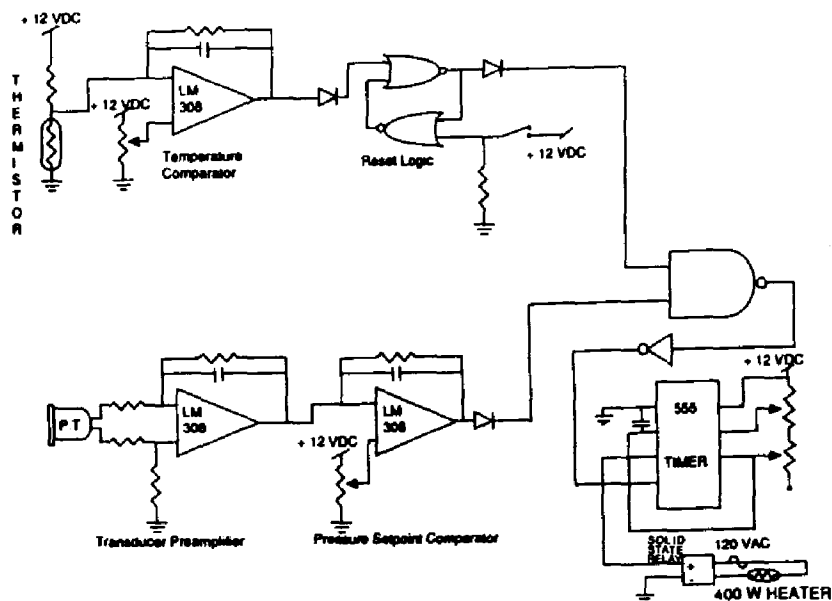 + 12 VDC
THERMISTOR
+ 12 VDC
LM
308
Temperature
Comparator
Reset Logic
+ 12 VDC
+ 12 VDC
P.T
LM
308
+ 12 VDC
LM
308
555
TIMER
Transducer Preamplifier
Pressure Setpoint Comparator
SOLID
STATE
RELAY
120 VAC
+
-
400 W HEATER